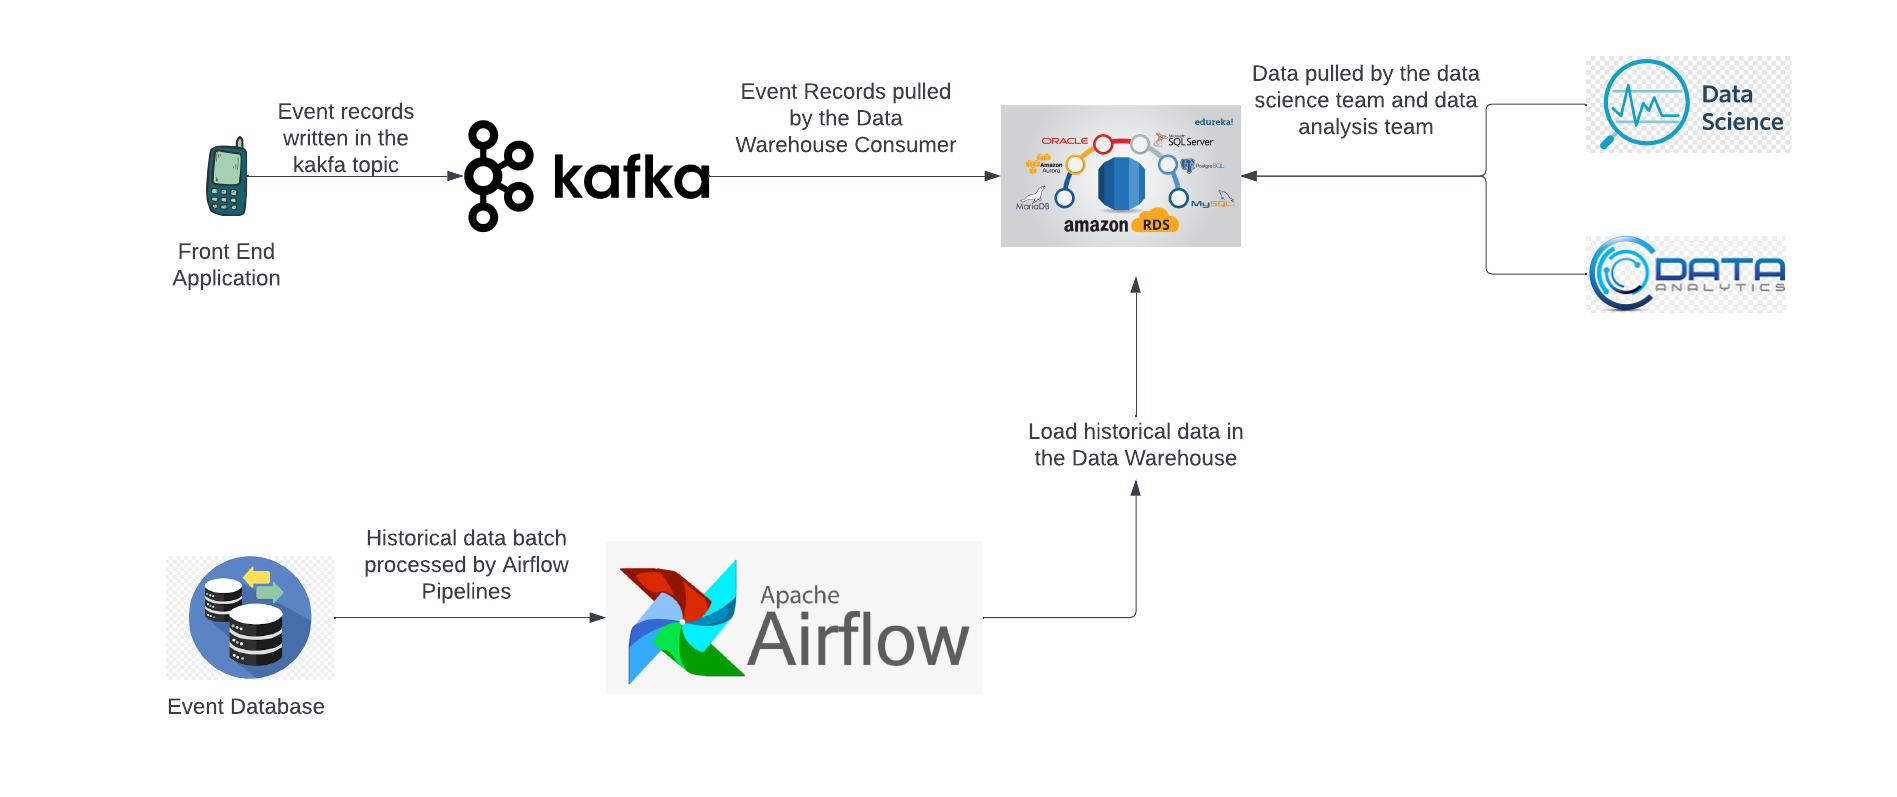 Event records
written in the
kakfa topic
Front End
Application
kafka
Event Records pulled
by the Data
Warehouse Consumer
edureka!
ORACLE
Microsoft
SQL Server
Amazon
Aurora
PostgreSQL
MariaDB
MySQL
amazon RDS
Data pulled by the data
science team and data
analysis team
Data
Science
DATA
ANALYTICS
Load historical data in
the Data Warehouse
Historical data batch
processed by Airflow
Pipelines
Apache
Airflow
Event Database